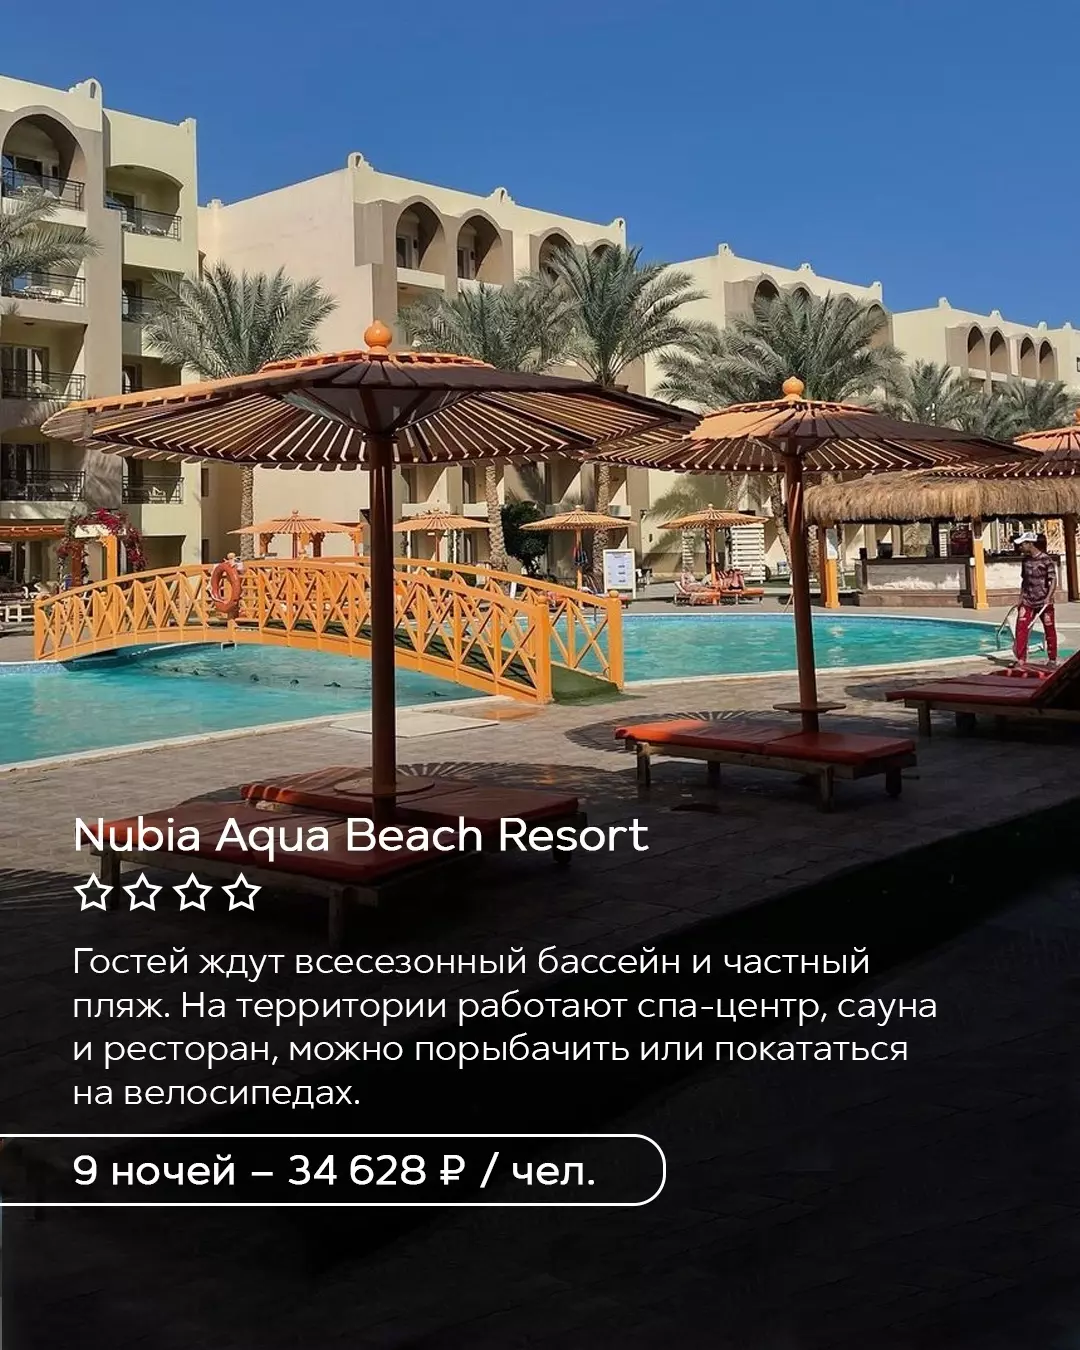 Nubia Aqua Beach Resort
Гостей ждут всесезонный бассейн и частный
пляж. На территории работают спа-центр, сауна
и ресторан, можно порыбачить или покататься
на велосипедах.
9 ночей – 34 628 ₽ / чел.